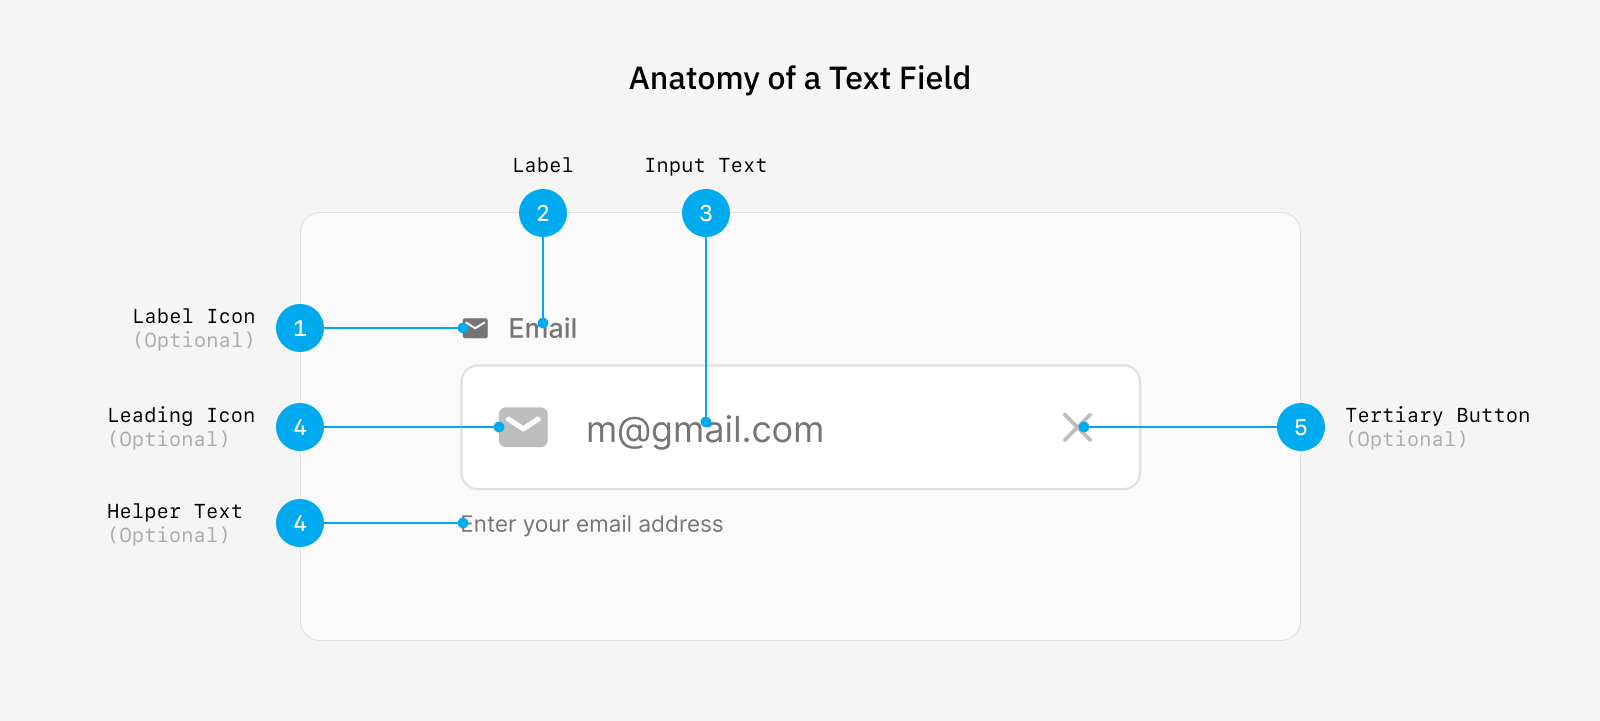 Anatomy of a Text Field
Label
Input Text
2
3
Label Icon
(Optional)
1
Email
Leading Icon
(Optional)
4
m@gmail.com
5
Tertiary Button
(Optional)
Helper Text
(Optional)
4
Enter your email address